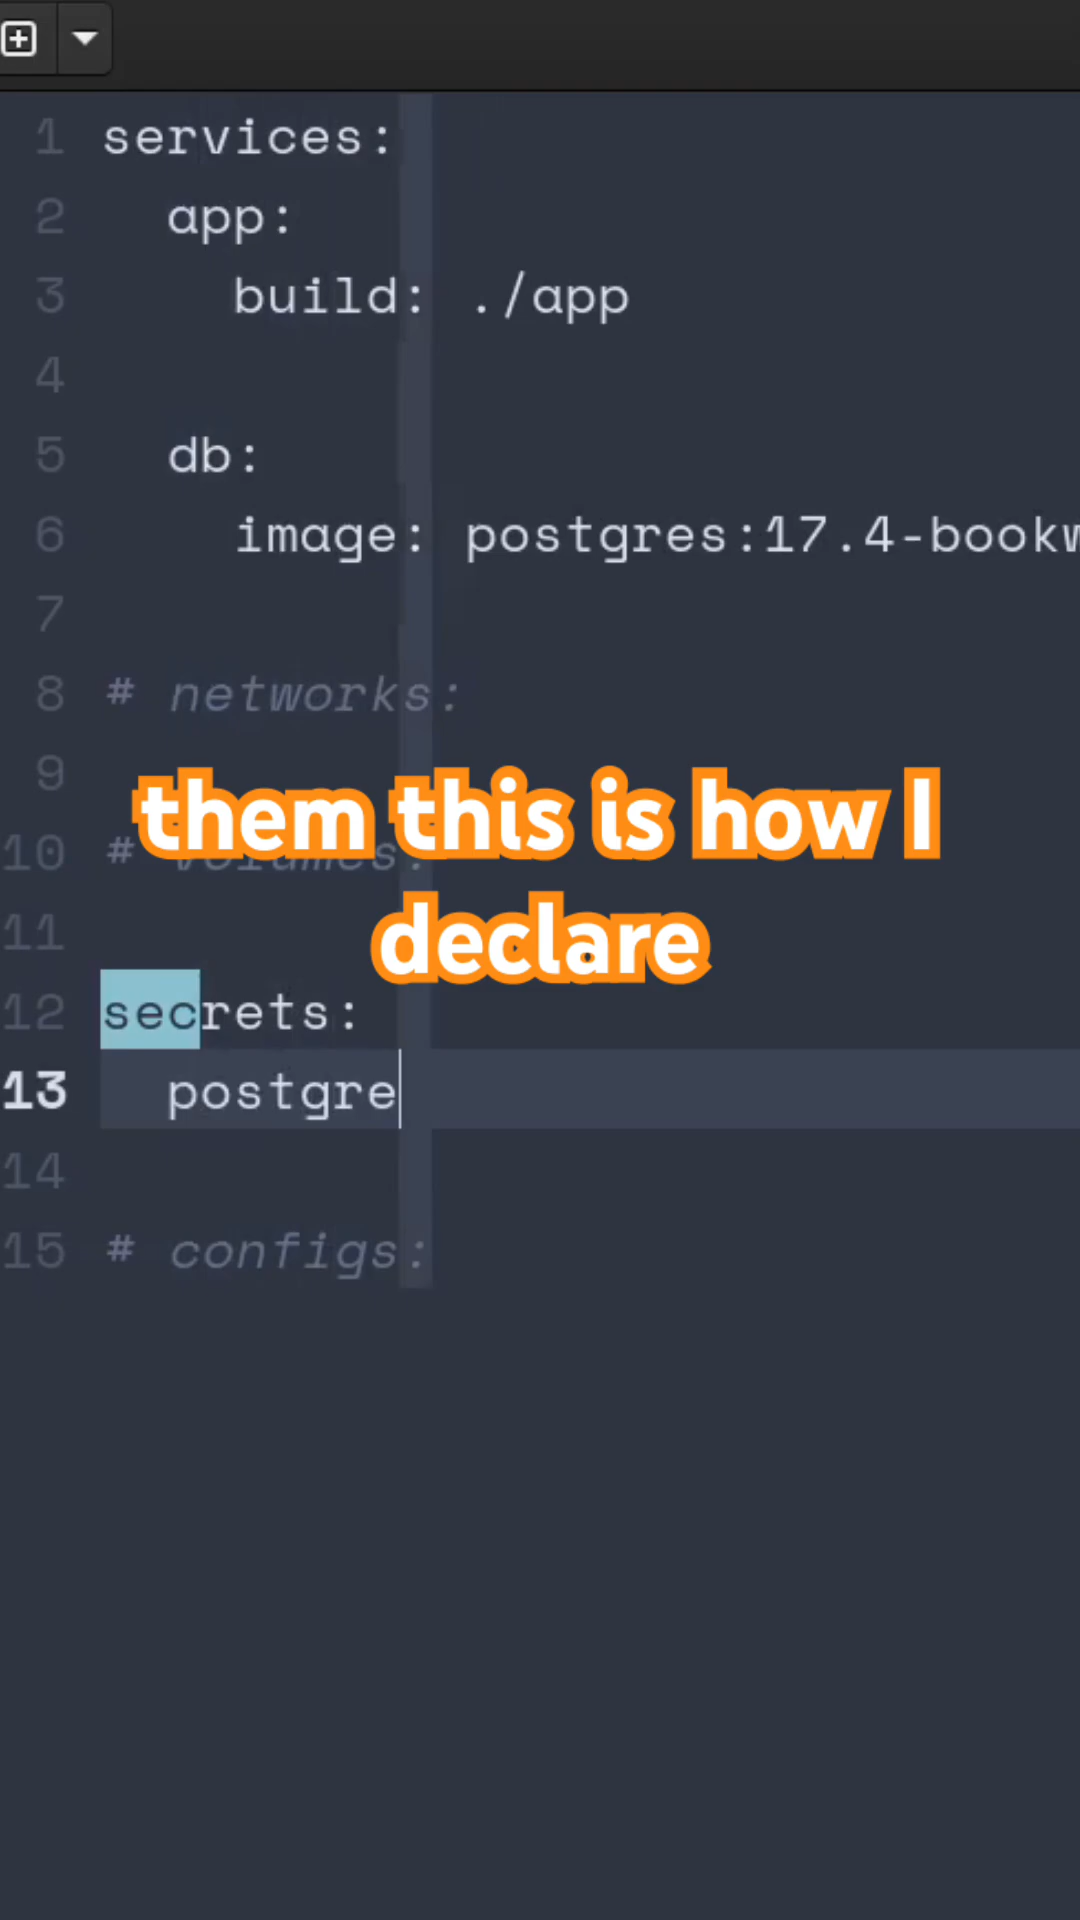 1 services:
2 app:
3 build: ./app
4
5 db:
6 image: postgres:17.4-bookw
7
8 # networks:
9
them this is how I
10 # volumes:
declare
11
12 secrets:
13 postgre
14
15 # configs: